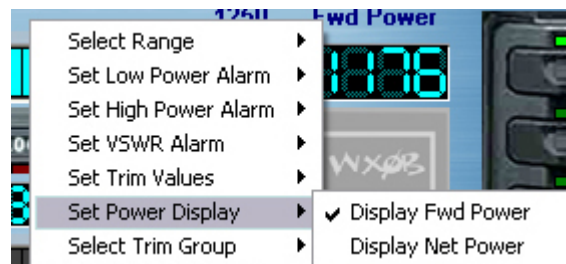 1260 Fwd Power
Select Range
Set Low Power Alarm
1176
Set High Power Alarm
Set VSWR Alarm
WXØB
Set Trim Values
Set Power Display
Display Fwd Power
Select Trim Group
Display Net Power